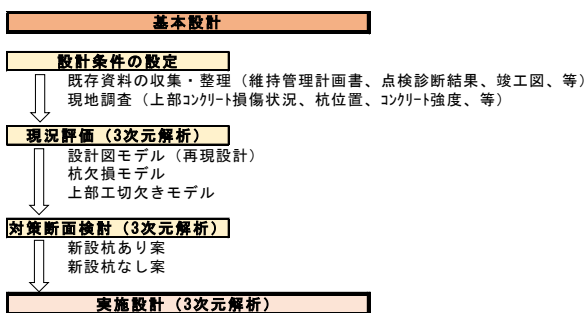 基本設計
設計条件の設定
既存資料の収集・整理（維持管理計画書、点検診断結果、竣工図、等）
現地調査（上部ｺﾝｸﾘｰﾄ損傷状況、杭位置、ｺﾝｸﾘｰﾄ強度、等）
現況評価（3次元解析）
設計図モデル（再現設計）
杭欠損モデル
上部工切欠きモデル
対策断面検討（3次元解析）
新設杭あり案
新設杭なし案
実施設計（3次元解析）